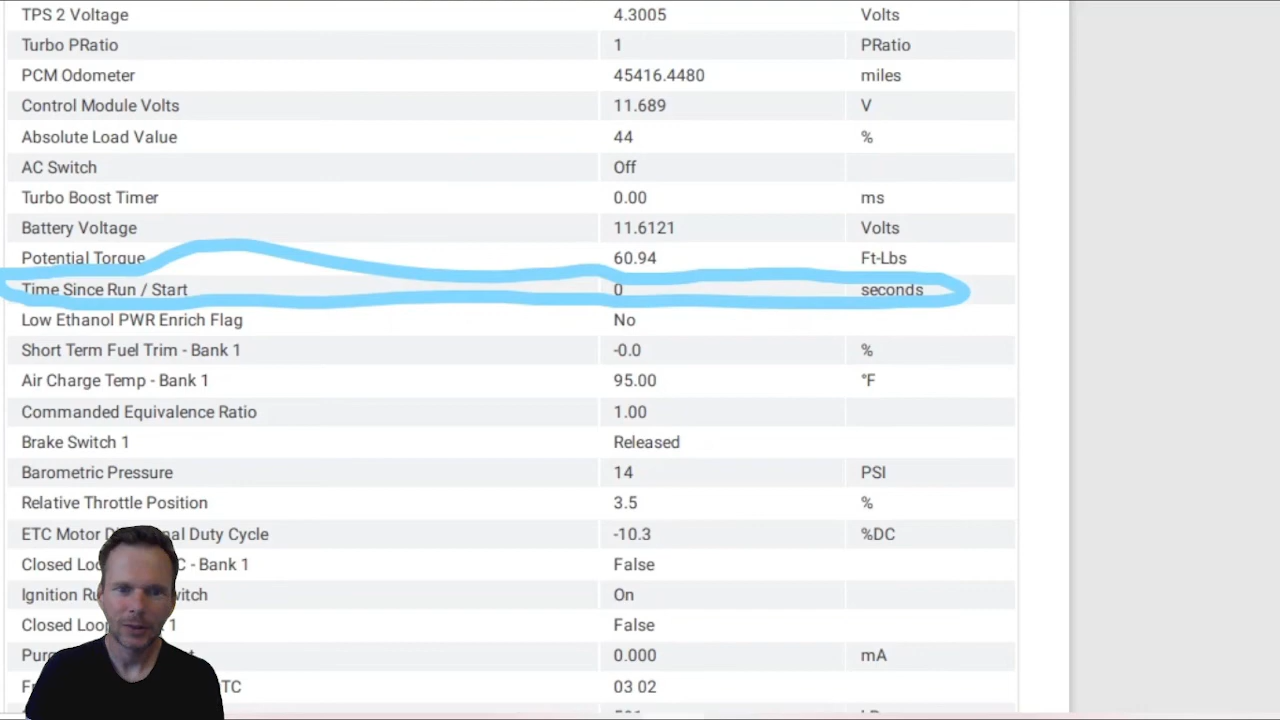 TPS 2 Voltage 4.3005 Volts
Turbo PRatio 1 PRatio
PCM Odometer 45416.4480 miles
Control Module Volts 11.689 V
Absolute Load Value 44 %
AC Switch Off
Turbo Boost Timer 0.00 ms
Battery Voltage 11.6121 Volts
Potential Torque 60.94 Ft-Lbs
Time Since Run / Start 0 seconds
Low Ethanol PWR Enrich Flag No
Short Term Fuel Trim - Bank 1 -0.0 %
Air Charge Temp - Bank 1 95.00 °F
Commanded Equivalence Ratio 1.00
Brake Switch 1 Released
Barometric Pressure 14 PSI
Relative Throttle Position 3.5 %
ETC Motor Duty Cycle -10.3 %DC
Closed - Bank 1 False
Ignition On
Closed 1 False
0.000 mA
03 02